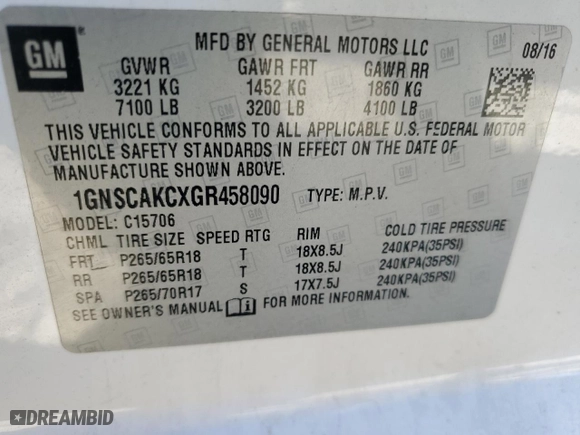 GM
MFD BY GENERAL MOTORS LLC 08/16
GVWR GAWR FRT GAWR RR
3221 KG 1452 KG 1860 KG
7100 LB 3200 LB 4100 LB
THIS VEHICLE CONFORMS TO ALL APPLICABLE U.S. FEDERAL MOTOR
VEHICLE SAFETY STANDARDS IN EFFECT ON THE DATE OF
MANUFACTURE SHOWN ABOVE.
1GNSCAKCXGR458090 TYPE: M.P.V.
MODEL: C15706
CHML TIRE SIZE SPEED RTG RIM COLD TIRE PRESSURE
FRT P265/65R18 T 18X8.5J 240KPA(35PSI)
RR P265/65R18 T 18X8.5J 240KPA(35PSI)
SPA P265/70R17 S 17X7.5J 240KPA(35PSI)
SEE OWNER'S MANUAL FOR MORE INFORMATION.
DREAMBID